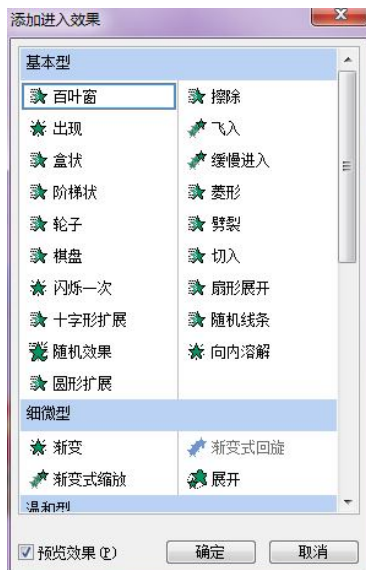 添加进入效果
基本型
百叶窗 擦除
出现 飞入
盒状 缓慢进入
阶梯状 菱形
轮子 劈裂
棋盘 切入
闪烁一次 扇形展开
十字形扩展 随机线条
随机效果 向内溶解
圆形扩展
细微型
渐变 渐变式回旋
渐变式缩放 展开
温和型
预览效果(P) 确定 取消